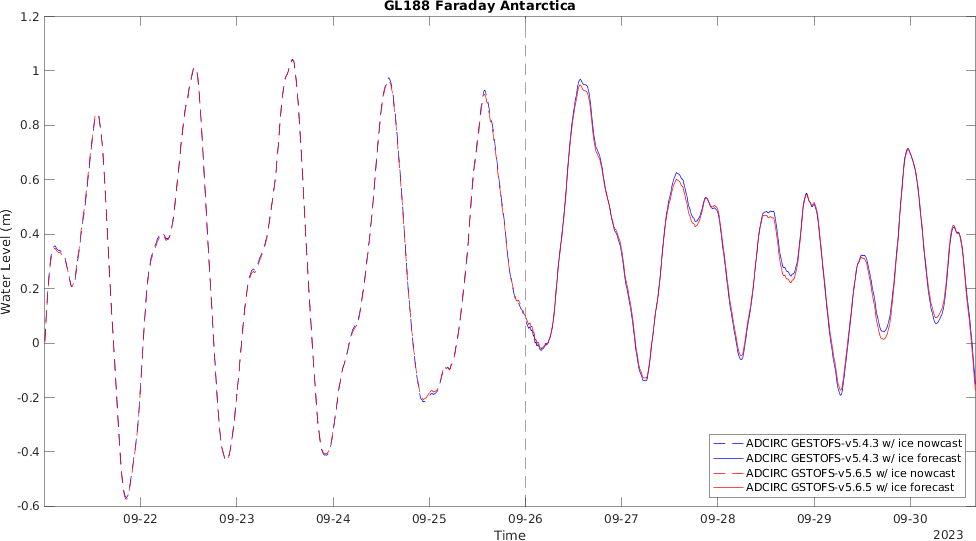 GL188 Faraday Antarctica
1.2
1
0.8
0.6
0.4
0.2
0
-0.2
-0.4
-0.6
Water Level (m)
ADCIRC GESTOFS-v5.4.3 w/ ice nowcast
ADCIRC GESTOFS-v5.4.3 w/ ice forecast
ADCIRC GSTOFS-v5.6.5 w/ ice nowcast
ADCIRC GSTOFS-v5.6.5 w/ ice forecast
09-22 09-23 09-24 09-25 09-26 09-27 09-28 09-29 09-30
Time
2023